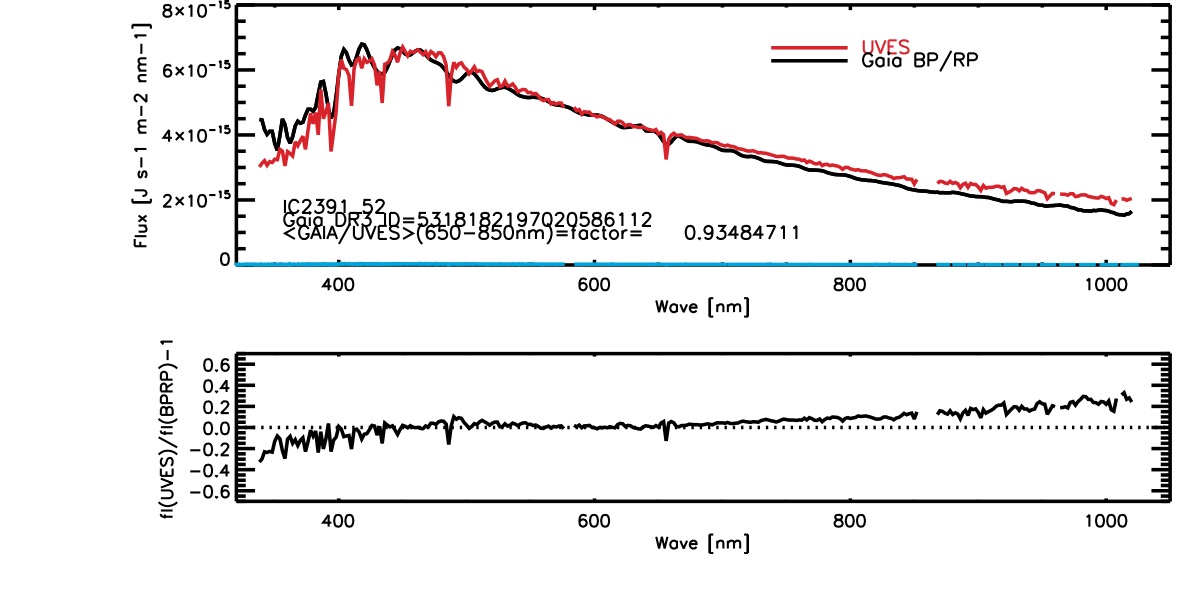 8×10−15
6×10−15
4×10−15
2×10−15
0
Flux [J s−1 m−2 nm−1]
UVES
Gaia BP/RP
IC2391_52
Gaia DR3 ID=5318182197020586112
<GAIA/UVES>(650−850nm)=factor= 0.93484711
400 600 800 1000
Wave [nm]
fl(UVES)/fl(BPRP)−1
0.6
0.4
0.2
0.0
−0.2
−0.4
−0.6
400 600 800 1000
Wave [nm]